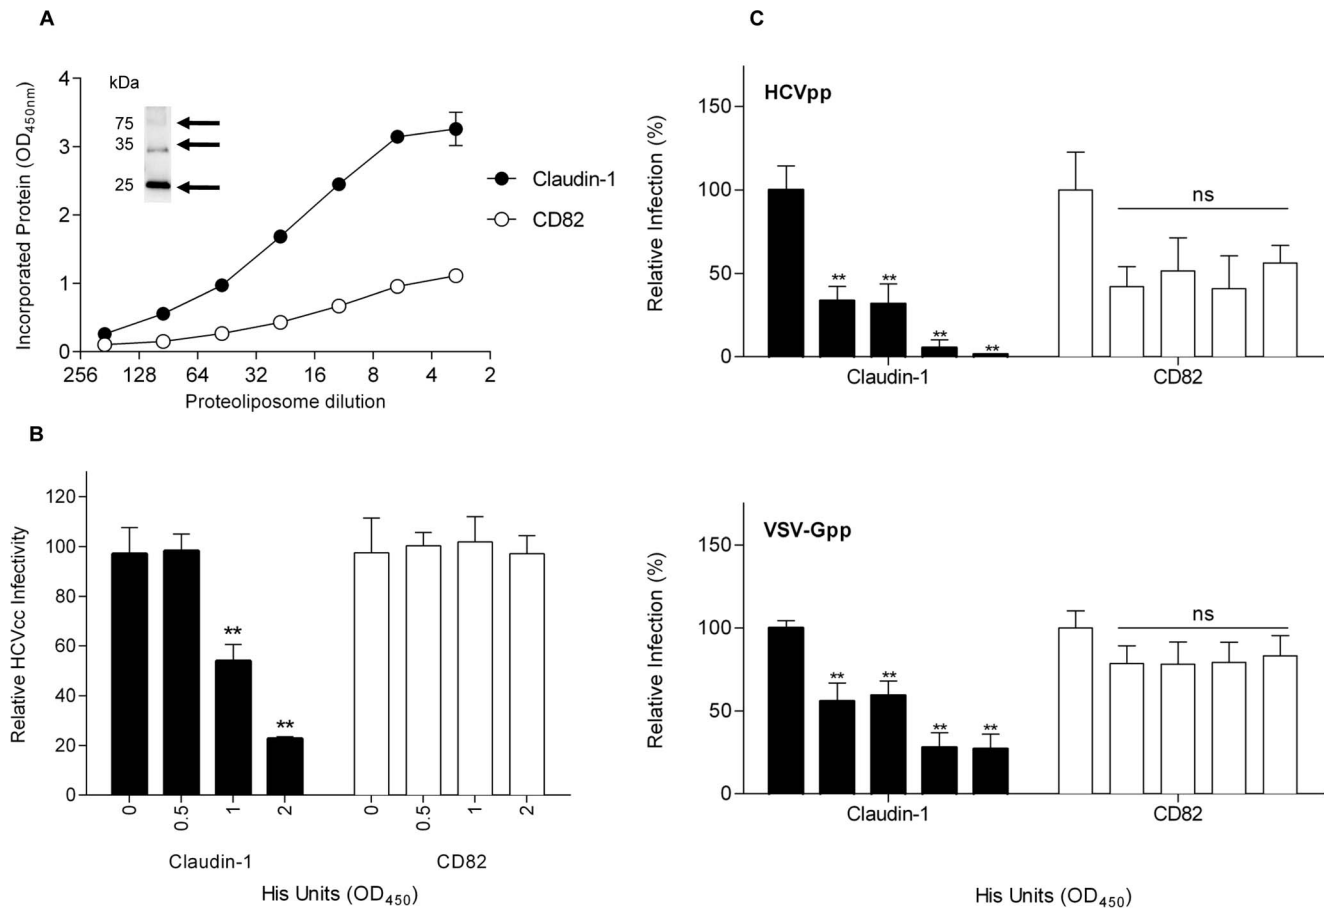 A
Incorporated Protein (OD450nm)
4
3
2
1
0
kDa
75
35
25
Claudin-1
CD82
256 128 64 32 16 8 4 2
Proteoliposome dilution
B
Relative HCVcc Infectivity
120
100
80
60
40
20
0
**
**
0 0.5 1 2 0 0.5 1 2
Claudin-1 CD82
His Units (OD450)
C
HCVpp
Relative Infection (%)
150
100
50
0
** ** ** **
ns
Claudin-1 CD82
VSV-Gpp
Relative Infection (%)
150
100
50
0
** ** ** **
ns
Claudin-1 CD82
His Units (OD450)